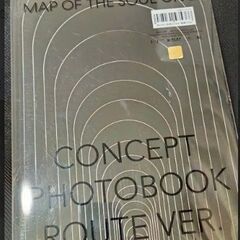 MAP OF THE SOUL ON:E
CONCEPT
PHOTOBOOK
ROUTE VER.